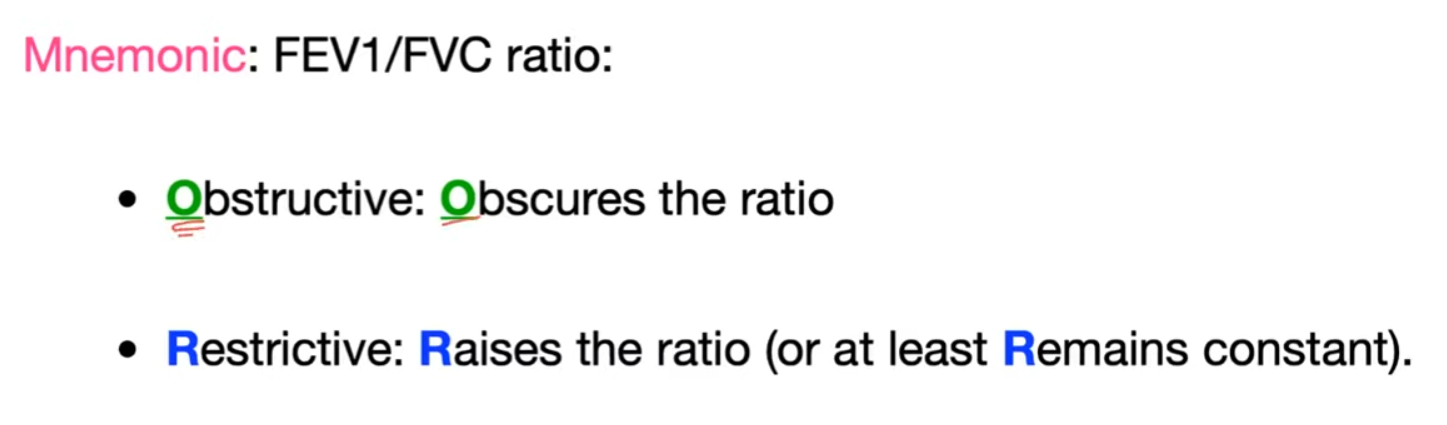 Mnemonic: FEV1/FVC ratio:
• Obstructive: Obscures the ratio
• Restrictive: Raises the ratio (or at least Remains constant).